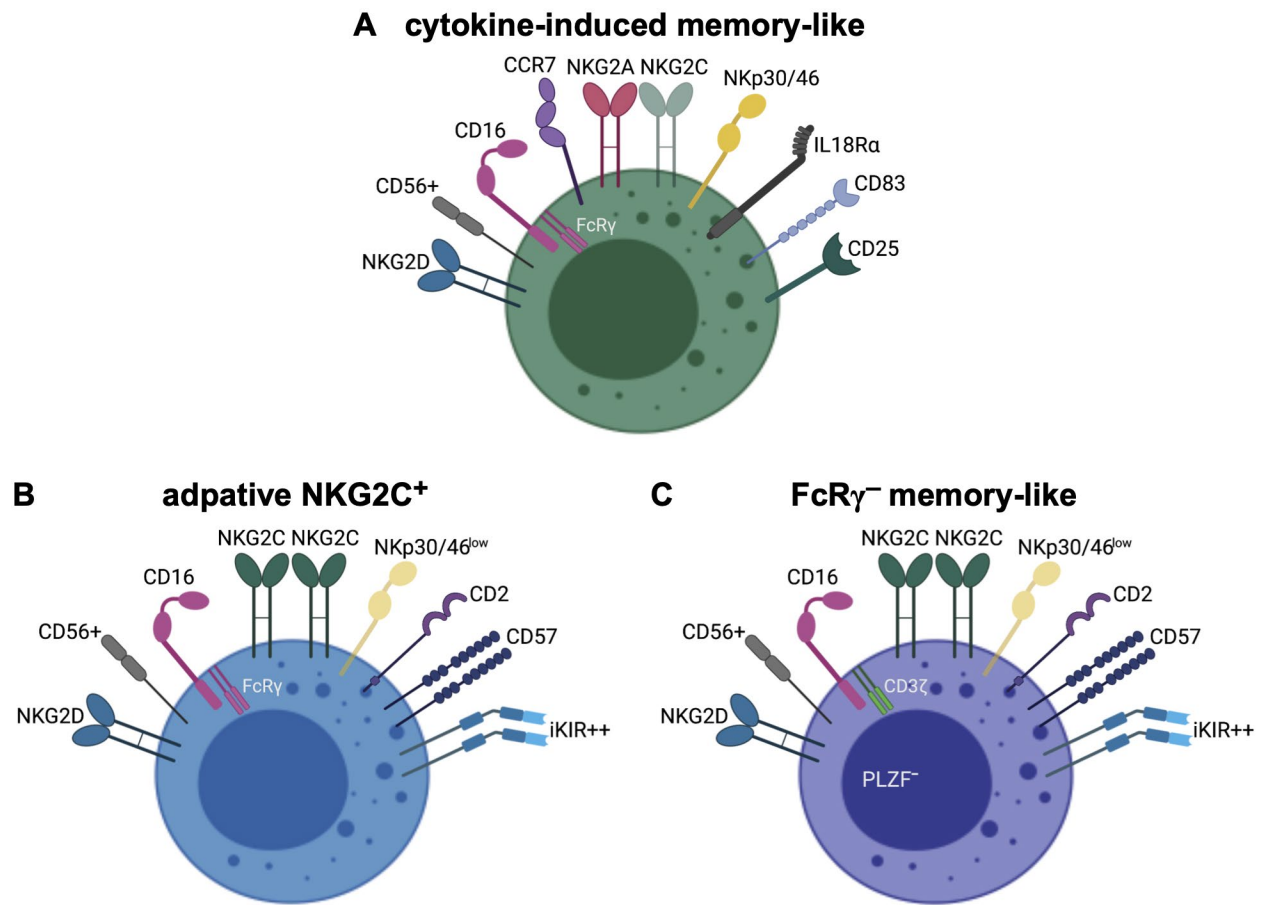 A cytokine-induced memory-like
CCR7 NKG2A NKG2C
NKp30/46
CD16
IL18Rα
CD56+
CD83
FcRγ
NKG2D
CD25
B adpative NKG2C⁺
NKG2C NKG2C
NKp30/46ˡᵒʷ
CD16
CD2
CD56+
CD57
FcRγ
NKG2D
iKIR++
C FcRγ⁻ memory-like
NKG2C NKG2C
NKp30/46ˡᵒʷ
CD16
CD2
CD56+
CD57
CD3ζ
NKG2D
iKIR++
PLZF⁻